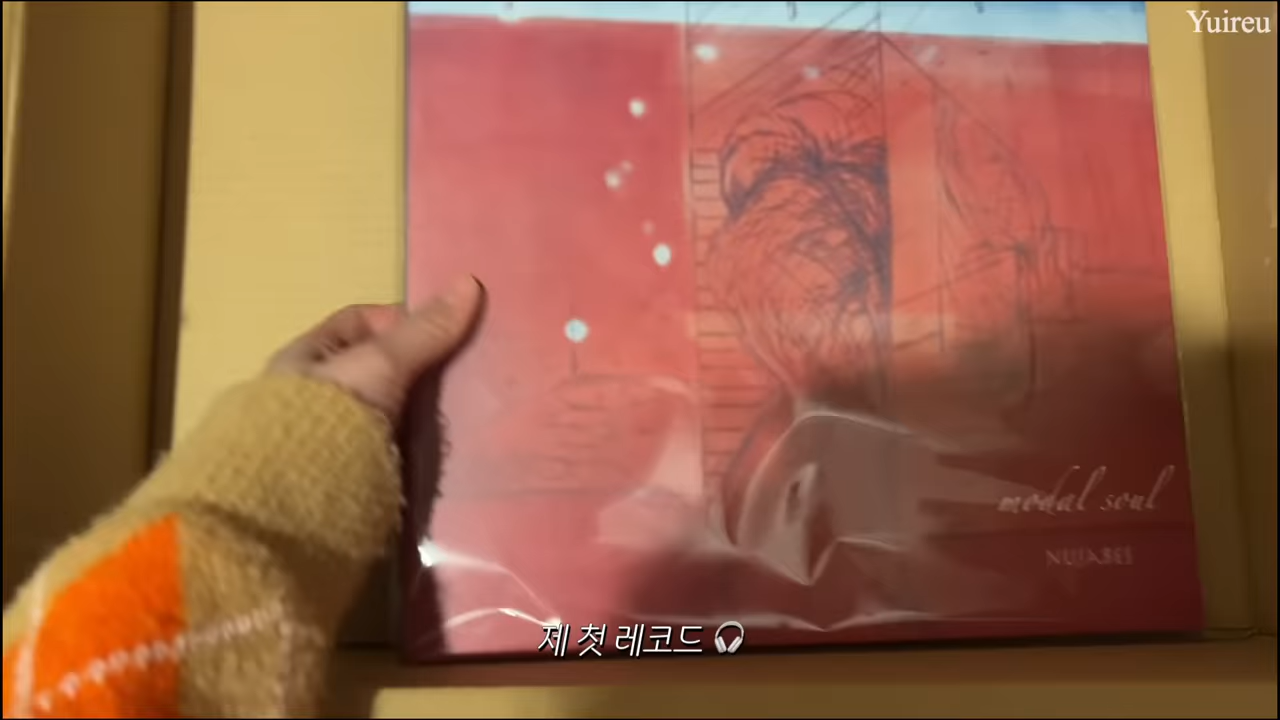 Yuireu
modal soul
NUJABES
제 첫 레코드 🎧